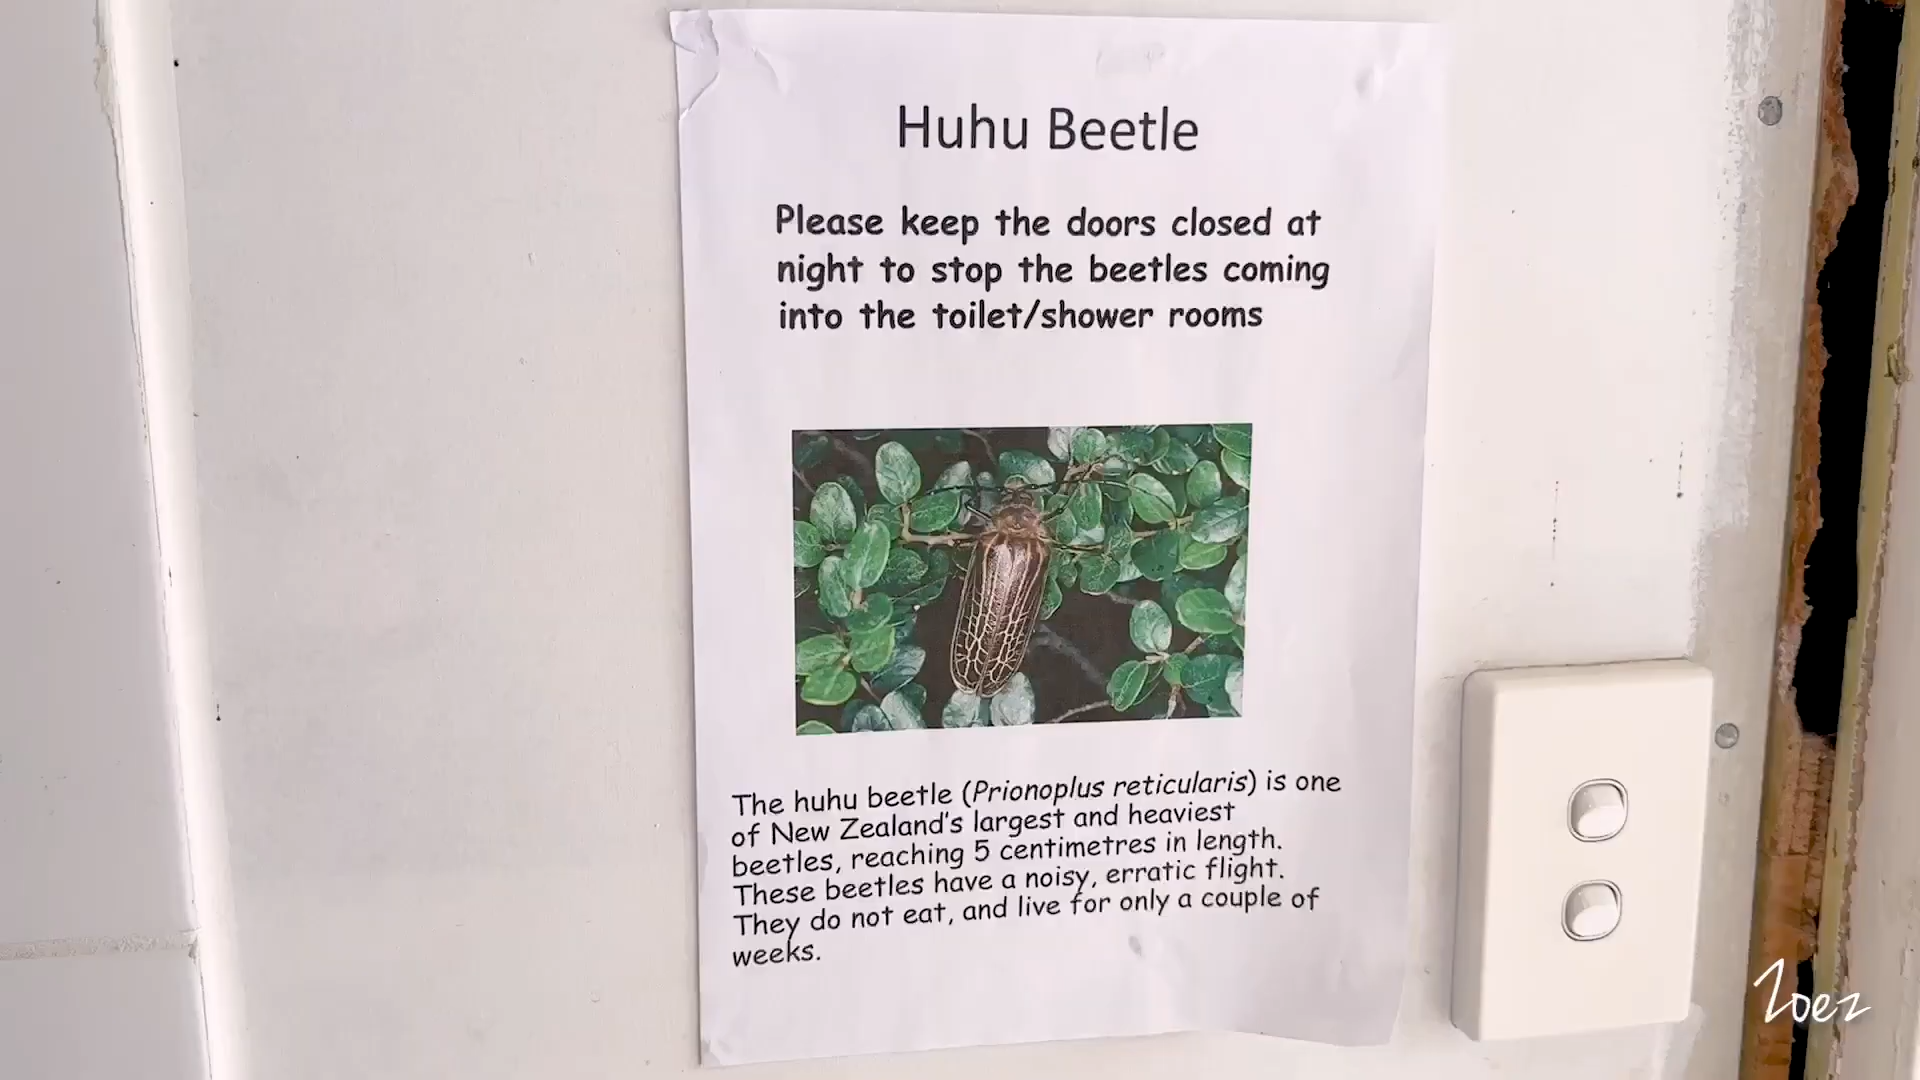 Huhu Beetle
Please keep the doors closed at
night to stop the beetles coming
into the toilet/shower rooms
The huhu beetle (Prionoplus reticularis) is one
of New Zealand's largest and heaviest
beetles, reaching 5 centimetres in length.
These beetles have a noisy, erratic flight.
They do not eat, and live for only a couple of
weeks.
Zoez